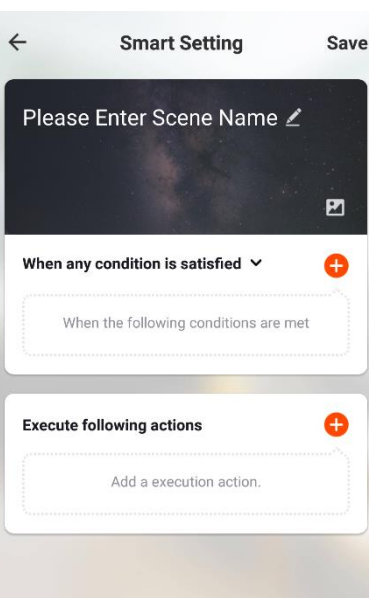 Smart Setting Save
Please Enter Scene Name
When any condition is satisfied
When the following conditions are met
Execute following actions
Add a execution action.